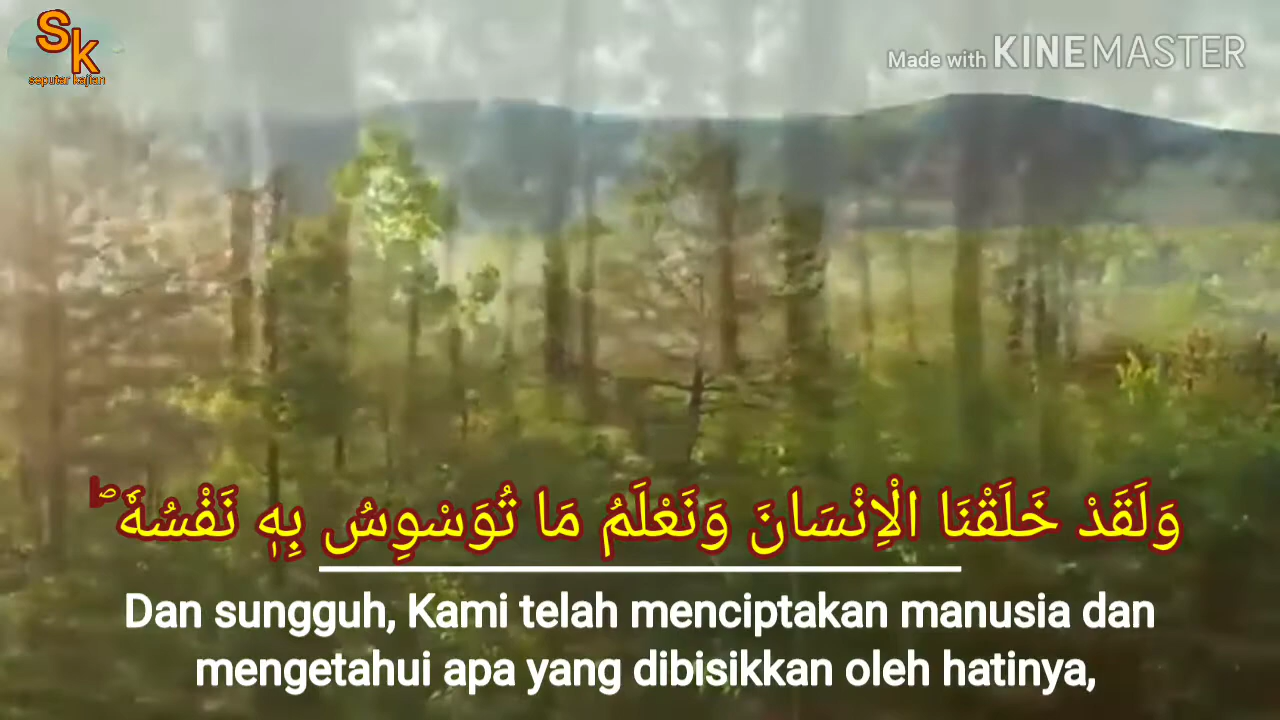 SK
seputar kajian
Made with KINEMASTER
وَلَقَدْ خَلَقْنَا الْاِنْسَانَ وَنَعْلَمُ مَا تُوَسْوِسُ بِهٖ نَفْسُهٗ ۖ
Dan sungguh, Kami telah menciptakan manusia dan
mengetahui apa yang dibisikkan oleh hatinya,